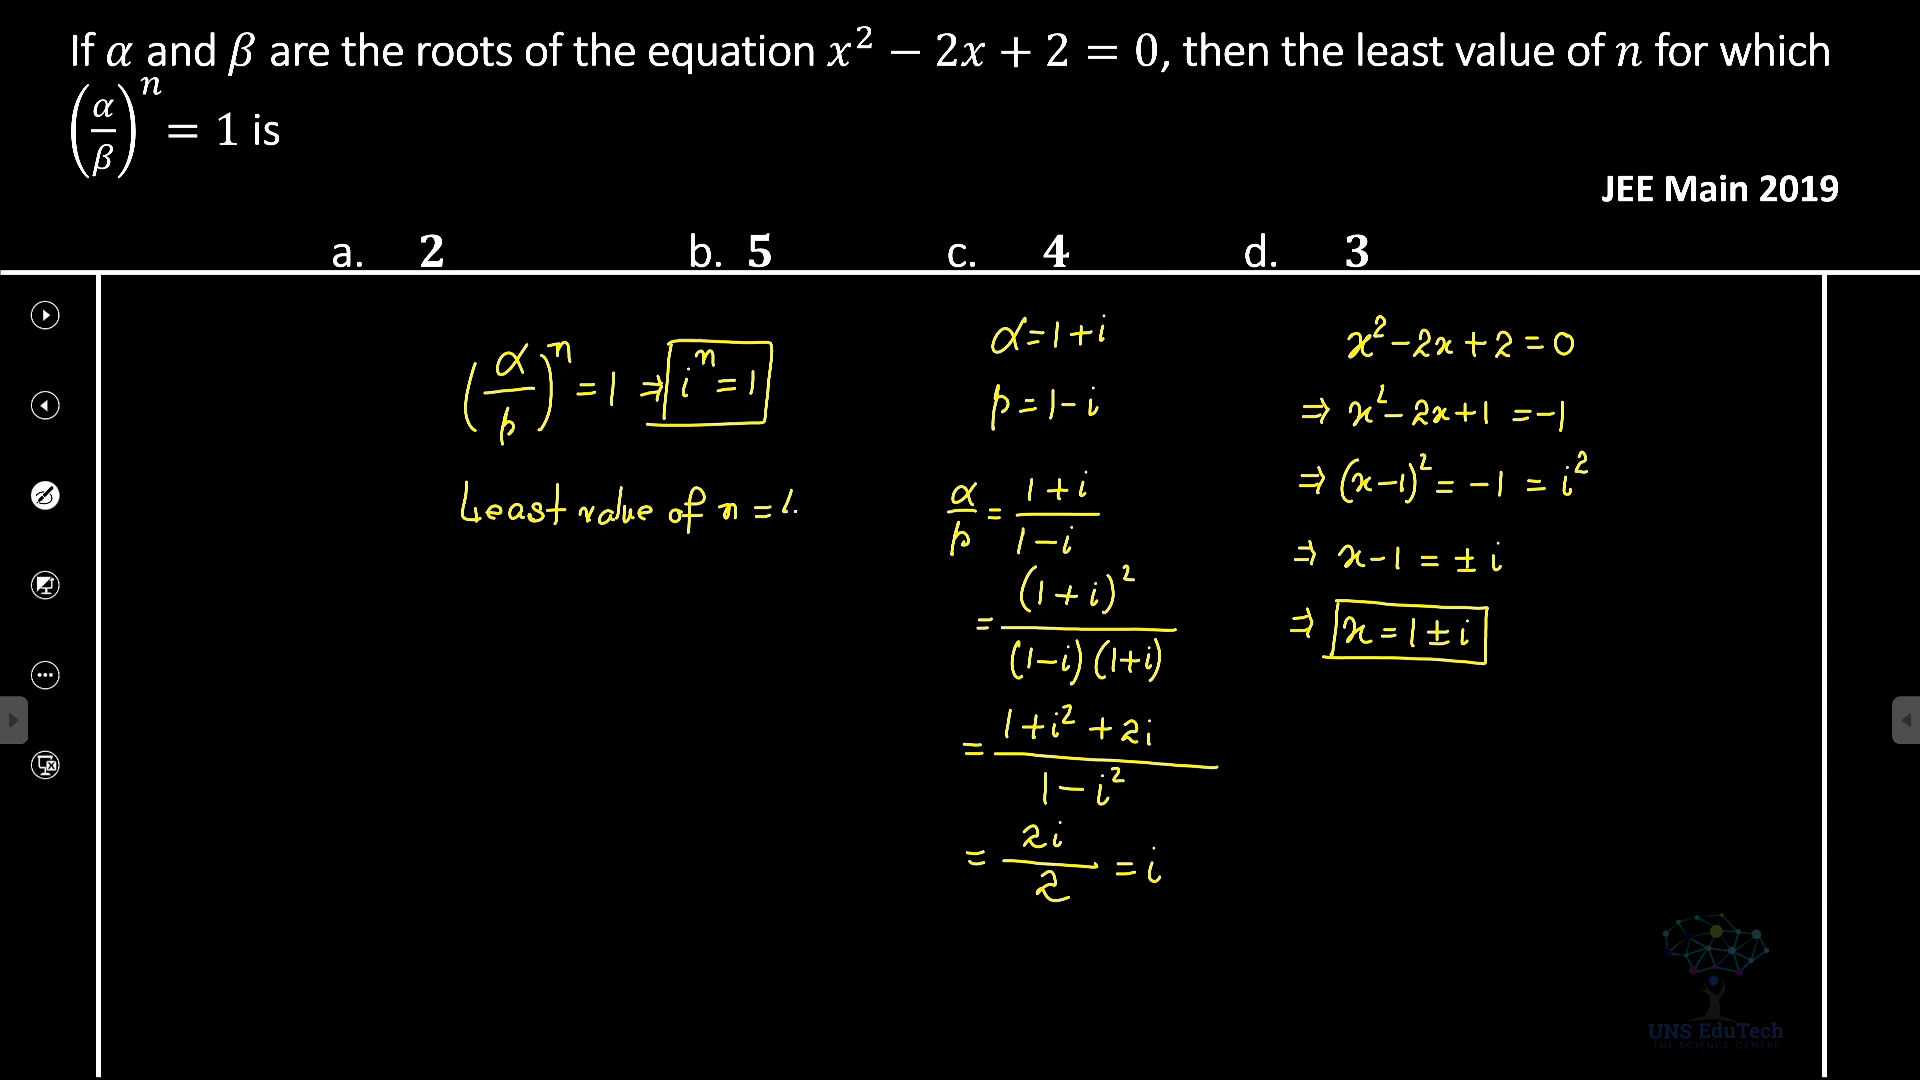 If α and β are the roots of the equation x² − 2x + 2 = 0, then the least value of n for which
(α/β)ⁿ = 1 is
JEE Main 2019
a. 2 b. 5 c. 4 d. 3
(α/β)ⁿ = 1 ⇒ iⁿ = 1
Least value of n =
α = 1 + i
β = 1 - i
α/β = (1 + i)/(1 - i)
= (1 + i)²/((1 - i)(1 + i))
= (1 + i² + 2i)/(1 - i²)
= 2i/2 = i
x² - 2x + 2 = 0
⇒ x² - 2x + 1 = -1
⇒ (x - 1)² = -1 = i²
⇒ x - 1 = ± i
⇒ x = 1 ± i
UNS EduTech
THE SCIENCE CENTRE